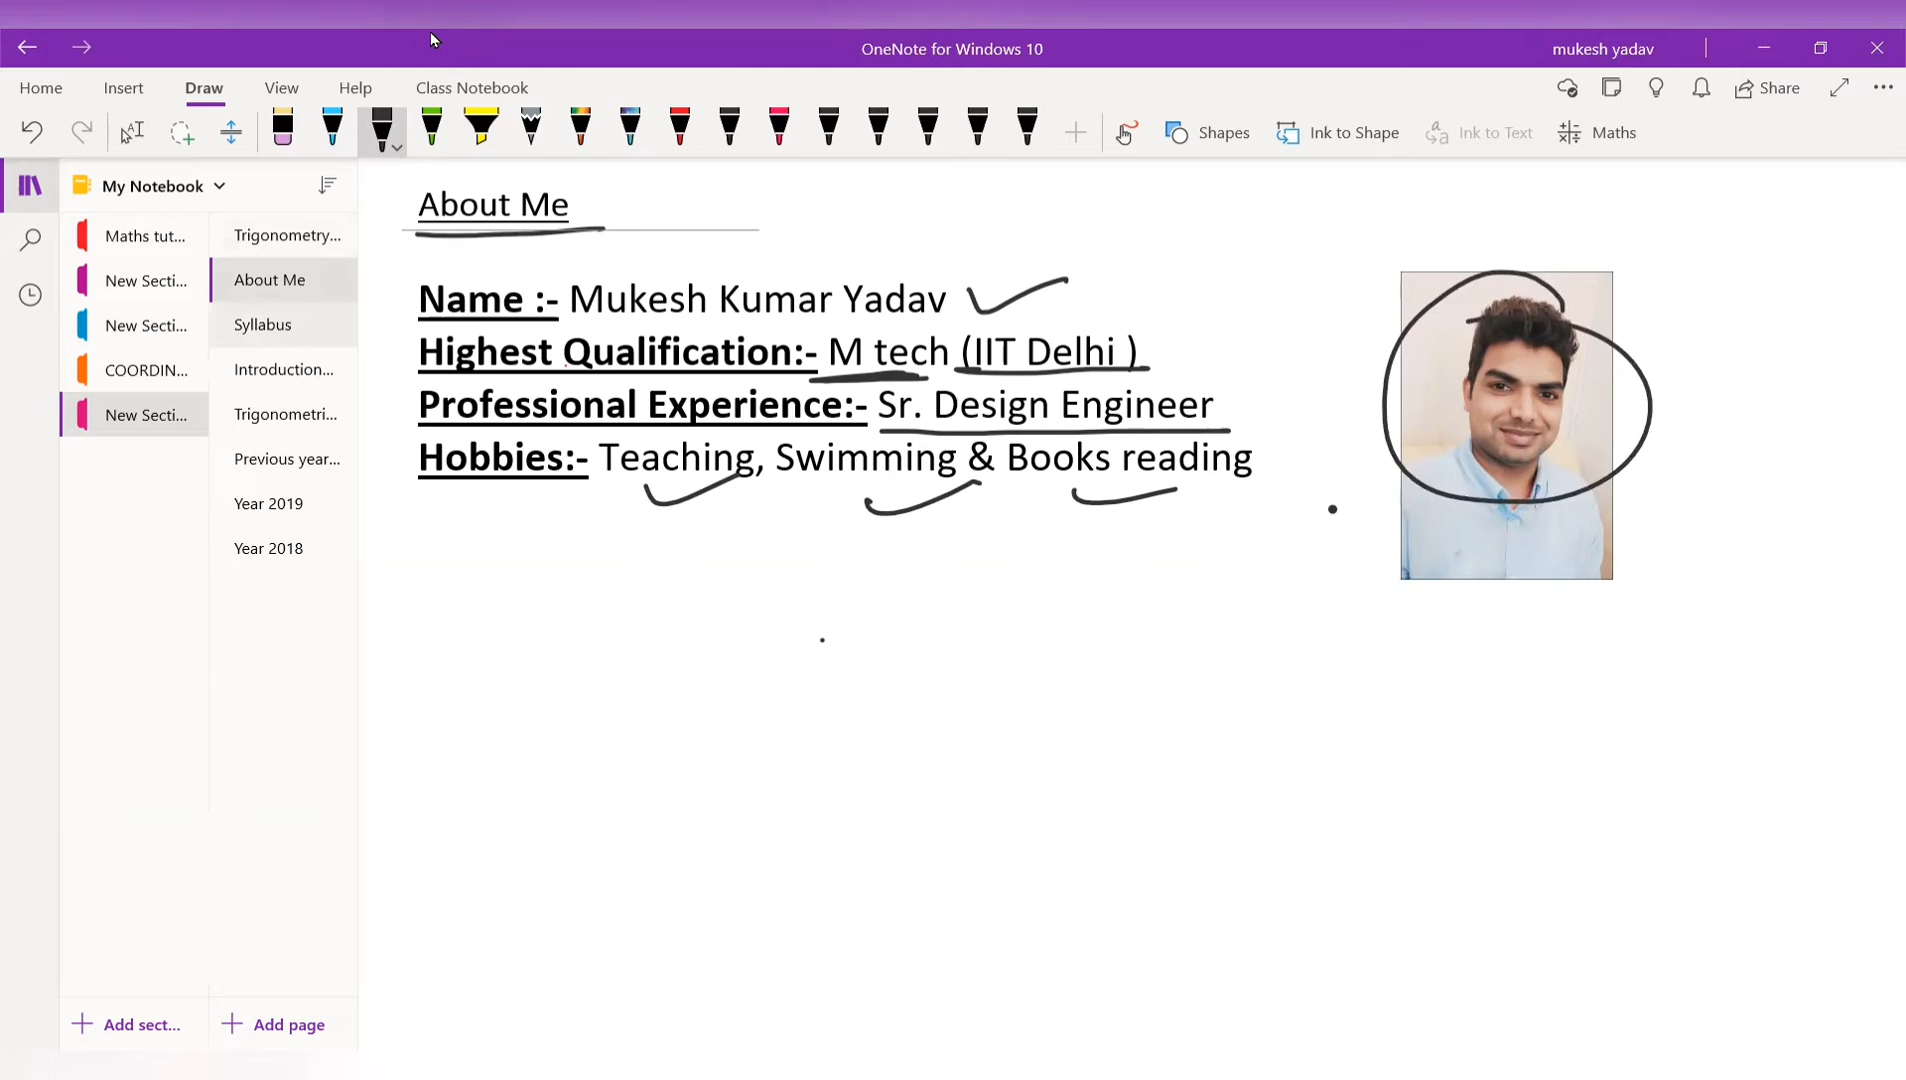 OneNote for Windows 10
mukesh yadav
Home Insert Draw View Help Class Notebook
Share
Shapes Ink to Shape Ink to Text Maths
My Notebook
Maths tut...
New Secti...
New Secti...
COORDIN...
New Secti...
Trigonometry...
About Me
Syllabus
Introduction...
Trigonometri...
Previous year...
Year 2019
Year 2018
Add sect...
Add page
About Me
Name :- Mukesh Kumar Yadav
Highest Qualification:- M tech (IIT Delhi )
Professional Experience:- Sr. Design Engineer
Hobbies:- Teaching, Swimming & Books reading